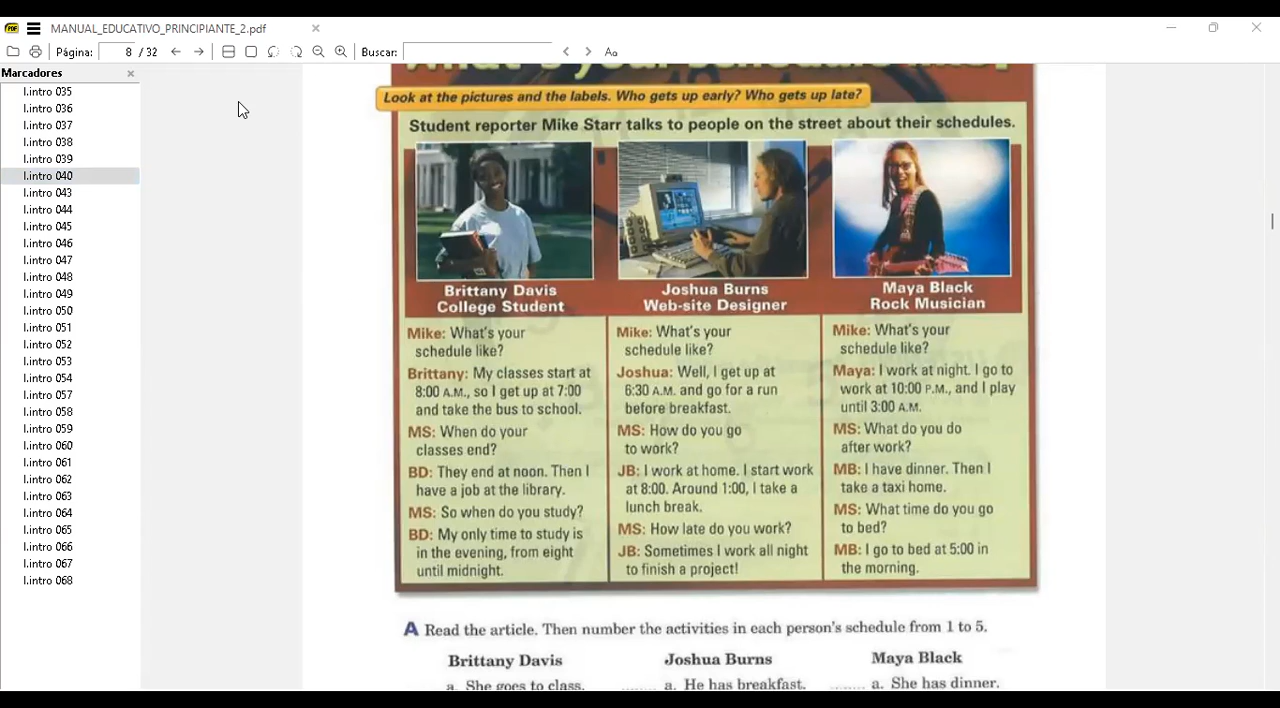 MANUAL_EDUCATIVO_PRINCIPIANTE_2.pdf
Página: 8 / 32 Buscar: Aa
Marcadores
I.intro 035
I.intro 036
I.intro 037
I.intro 038
I.intro 039
I.intro 040
I.intro 043
I.intro 044
I.intro 045
I.intro 046
I.intro 047
I.intro 048
I.intro 049
I.intro 050
I.intro 051
I.intro 052
I.intro 053
I.intro 054
I.intro 057
I.intro 058
I.intro 059
I.intro 060
I.intro 061
I.intro 062
I.intro 063
I.intro 064
I.intro 065
I.intro 066
I.intro 067
I.intro 068
What's your schedule like?
Look at the pictures and the labels. Who gets up early? Who gets up late?
Student reporter Mike Starr talks to people on the street about their schedules.
Brittany Davis
College Student
Mike: What's your
schedule like?
Brittany: My classes start at
8:00 A.M., so I get up at 7:00
and take the bus to school.
MS: When do your
classes end?
BD: They end at noon. Then I
have a job at the library.
MS: So when do you study?
BD: My only time to study is
in the evening, from eight
until midnight.
Joshua Burns
Web-site Designer
Mike: What's your
schedule like?
Joshua: Well, I get up at
6:30 A.M. and go for a run
before breakfast.
MS: How do you go
to work?
JB: I work at home. I start work
at 8:00. Around 1:00, I take a
lunch break.
MS: How late do you work?
JB: Sometimes I work all night
to finish a project!
Maya Black
Rock Musician
Mike: What's your
schedule like?
Maya: I work at night. I go to
work at 10:00 P.M., and I play
until 3:00 A.M.
MS: What do you do
after work?
MB: I have dinner. Then I
take a taxi home.
MS: What time do you go
to bed?
MB: I go to bed at 5:00 in
the morning.
A Read the article. Then number the activities in each person's schedule from 1 to 5.
Brittany Davis
a. She goes to class.
Joshua Burns
a. He has breakfast.
Maya Black
a. She has dinner.